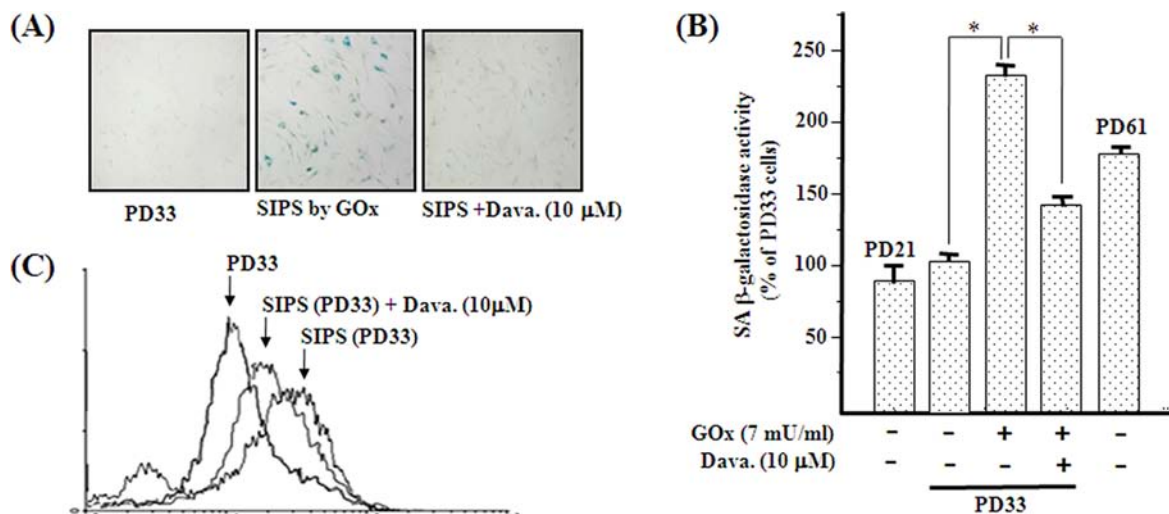 (A)
PD33
SIPS by GOx
SIPS +Dava. (10 μM)
(B)
SA β-galactosidase activity
(% of PD33 cells)
250
200
150
100
50
PD21
*
*
PD61
GOx (7 mU/ml)
- - + + -
Dava. (10 μM)
- - - + -
PD33
(C)
PD33
SIPS (PD33) + Dava. (10μM)
SIPS (PD33)